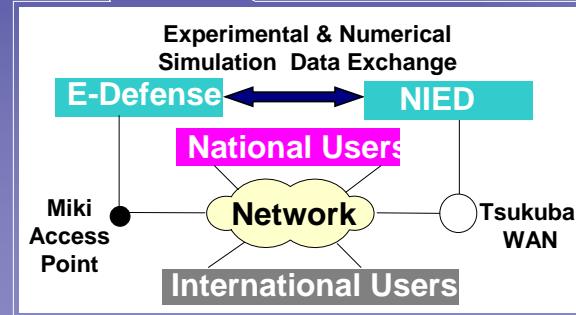 Experimental & Numerical
Simulation Data Exchange
E-Defense
NIED
National Users
Miki
Access
Point
Network
Tsukuba
WAN
International Users